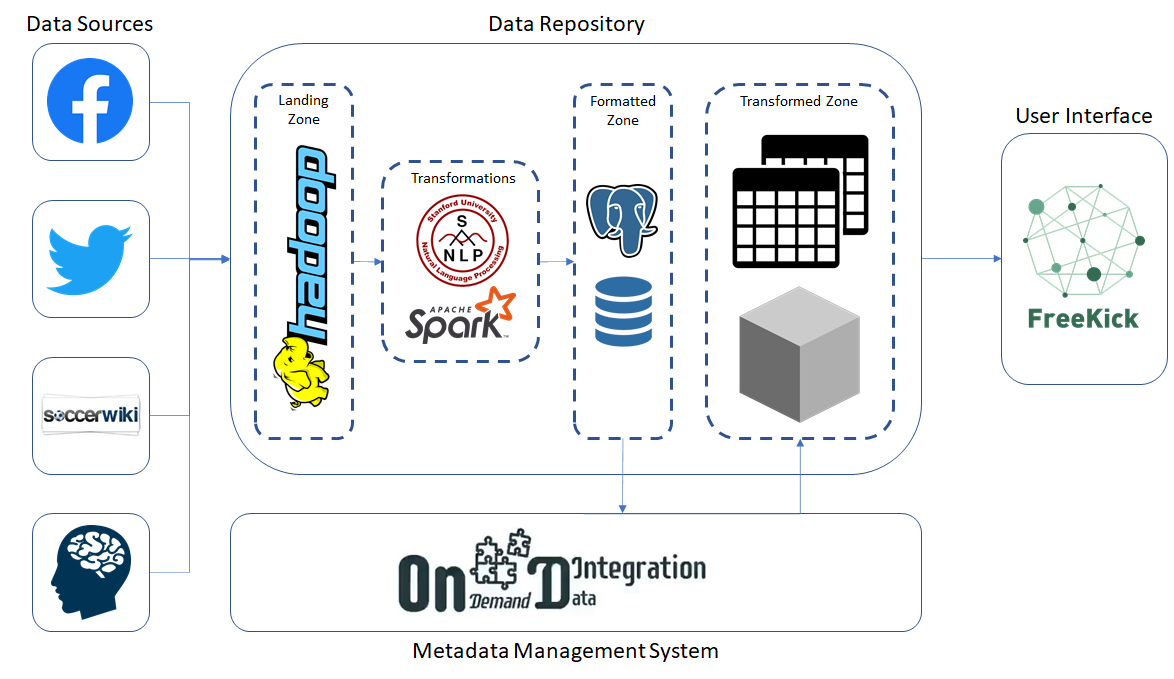 Data Sources
Data Repository
Landing
Zone
hadoop
Transformations
Stanford University
S
NLP
Natural Language Processing
APACHE
Spark™
Formatted
Zone
Transformed Zone
User Interface
FreeKick
soccerwiki
On Demand Data Integration
Metadata Management System